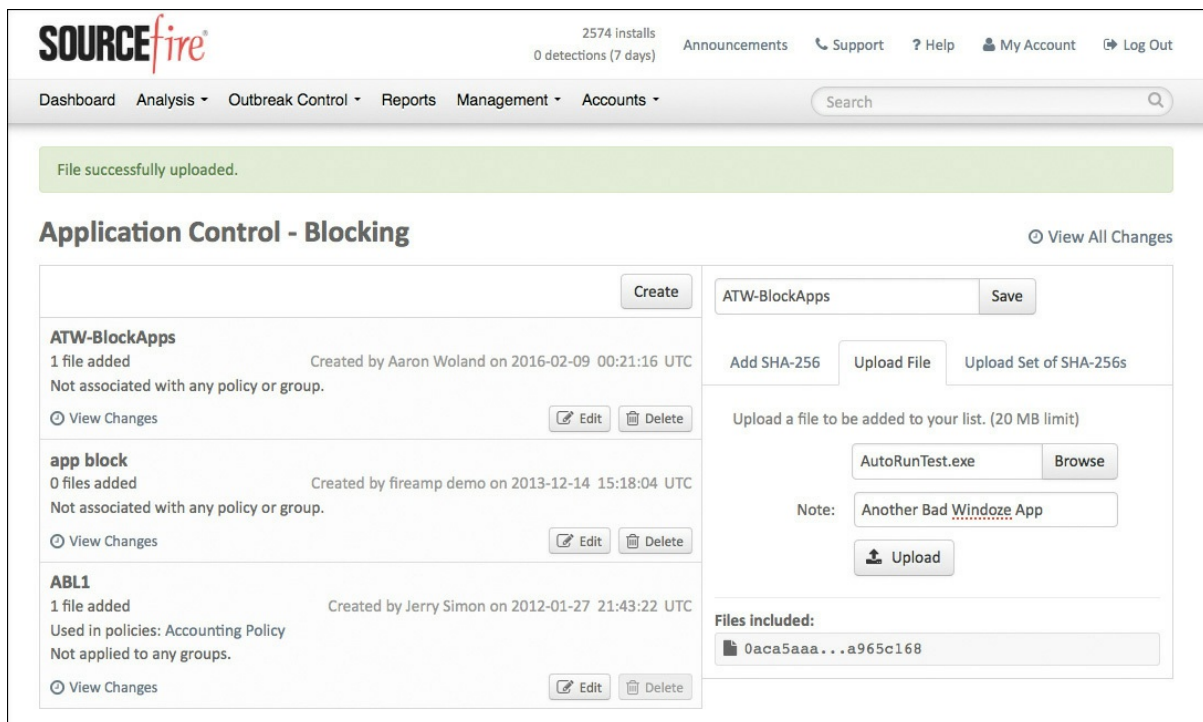 SOURCEfire®
2574 installs
0 detections (7 days)
Announcements Support ? Help My Account Log Out
Dashboard Analysis Outbreak Control Reports Management Accounts
Search
File successfully uploaded.
Application Control - Blocking
View All Changes
Create
ATW-BlockApps
1 file added Created by Aaron Woland on 2016-02-09 00:21:16 UTC
Not associated with any policy or group.
View Changes Edit Delete
app block
0 files added Created by fireamp demo on 2013-12-14 15:18:04 UTC
Not associated with any policy or group.
View Changes Edit Delete
ABL1
1 file added Created by Jerry Simon on 2012-01-27 21:43:22 UTC
Used in policies: Accounting Policy
Not applied to any groups.
View Changes Edit Delete
ATW-BlockApps Save
Add SHA-256 Upload File Upload Set of SHA-256s
Upload a file to be added to your list. (20 MB limit)
AutoRunTest.exe Browse
Note: Another Bad Windoze App
Upload
Files included:
0aca5aaa...a965c168